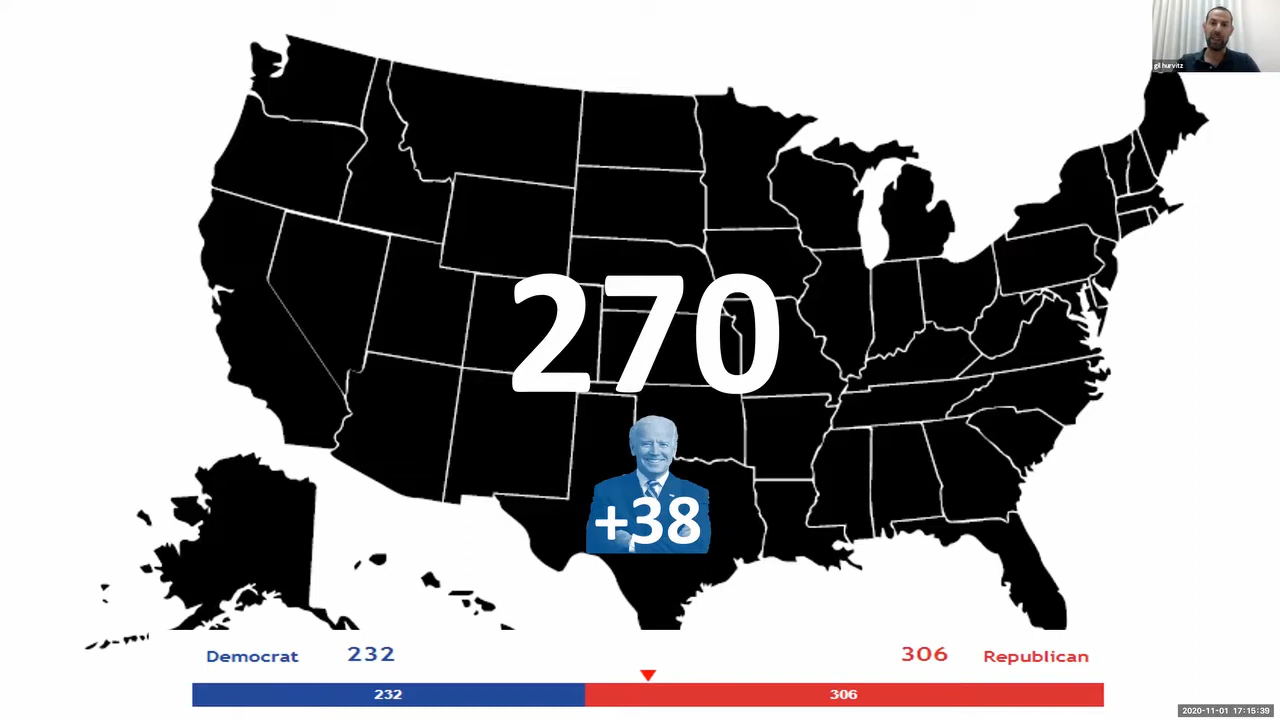 gil hurvitz
270
+38
Democrat 232 306 Republican
232 306
2020-11-01 17:15:39